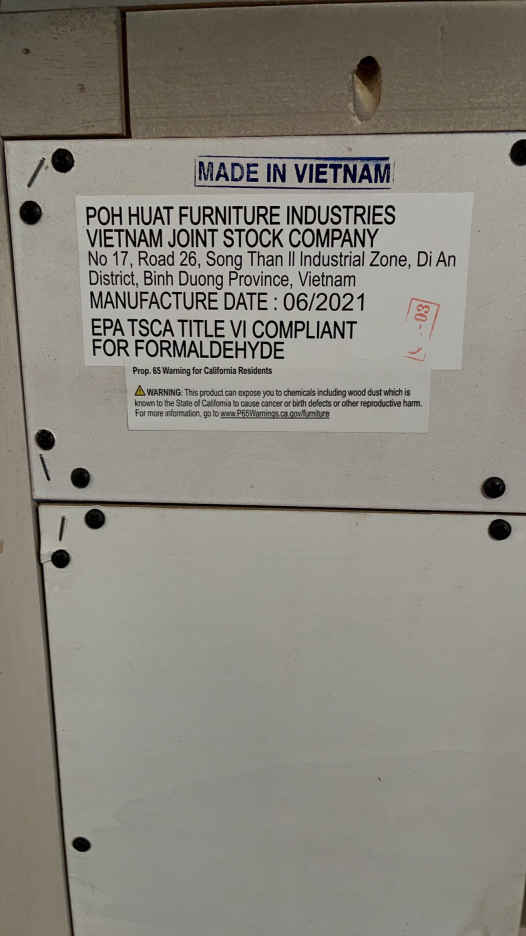 MADE IN VIETNAM
POH HUAT FURNITURE INDUSTRIES
VIETNAM JOINT STOCK COMPANY
No 17, Road 26, Song Than II Industrial Zone, Di An
District, Binh Duong Province, Vietnam
MANUFACTURE DATE : 06/2021
EPA TSCA TITLE VI COMPLIANT
FOR FORMALDEHYDE
Prop. 65 Warning for California Residents
WARNING: This product can expose you to chemicals including wood dust which is
known to the State of California to cause cancer or birth defects or other reproductive harm.
For more information, go to www.P65Warnings.ca.gov/furniture